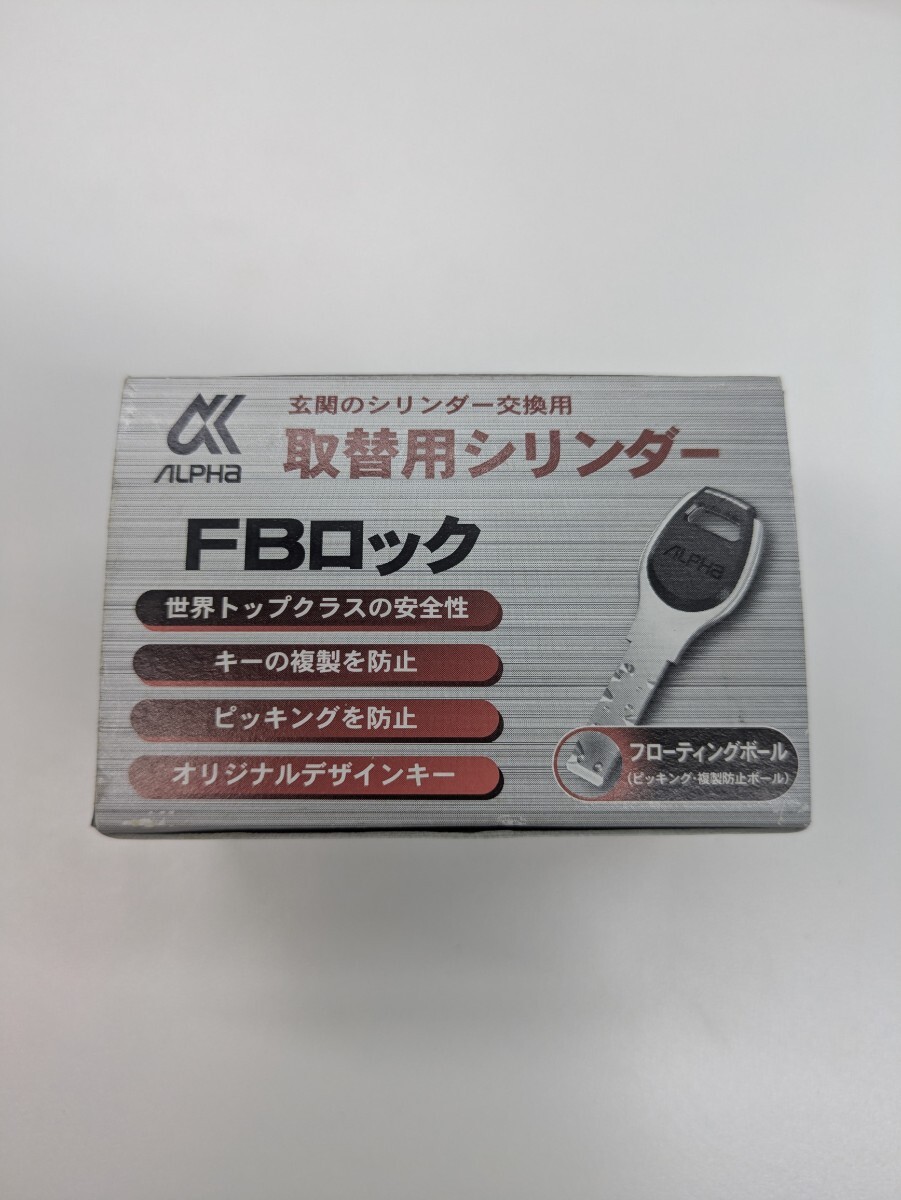 玄関のシリンダー交換用
ALPHa
取替用シリンダー
FBロック
世界トップクラスの安全性
キーの複製を防止
ピッキングを防止
オリジナルデザインキー
ALPHa
フローティングボール
(ピッキング・複製防止ボール)